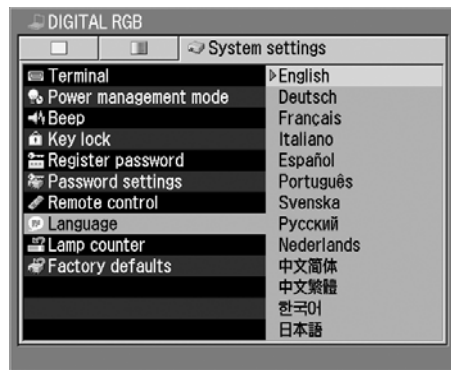 DIGITAL RGB
System settings
Terminal
Power management mode
Beep
Key lock
Register password
Password settings
Remote control
Language
Lamp counter
Factory defaults
English
Deutsch
Français
Italiano
Español
Português
Svenska
Русский
Nederlands
中文简体
中文繁體
한국어
日本語